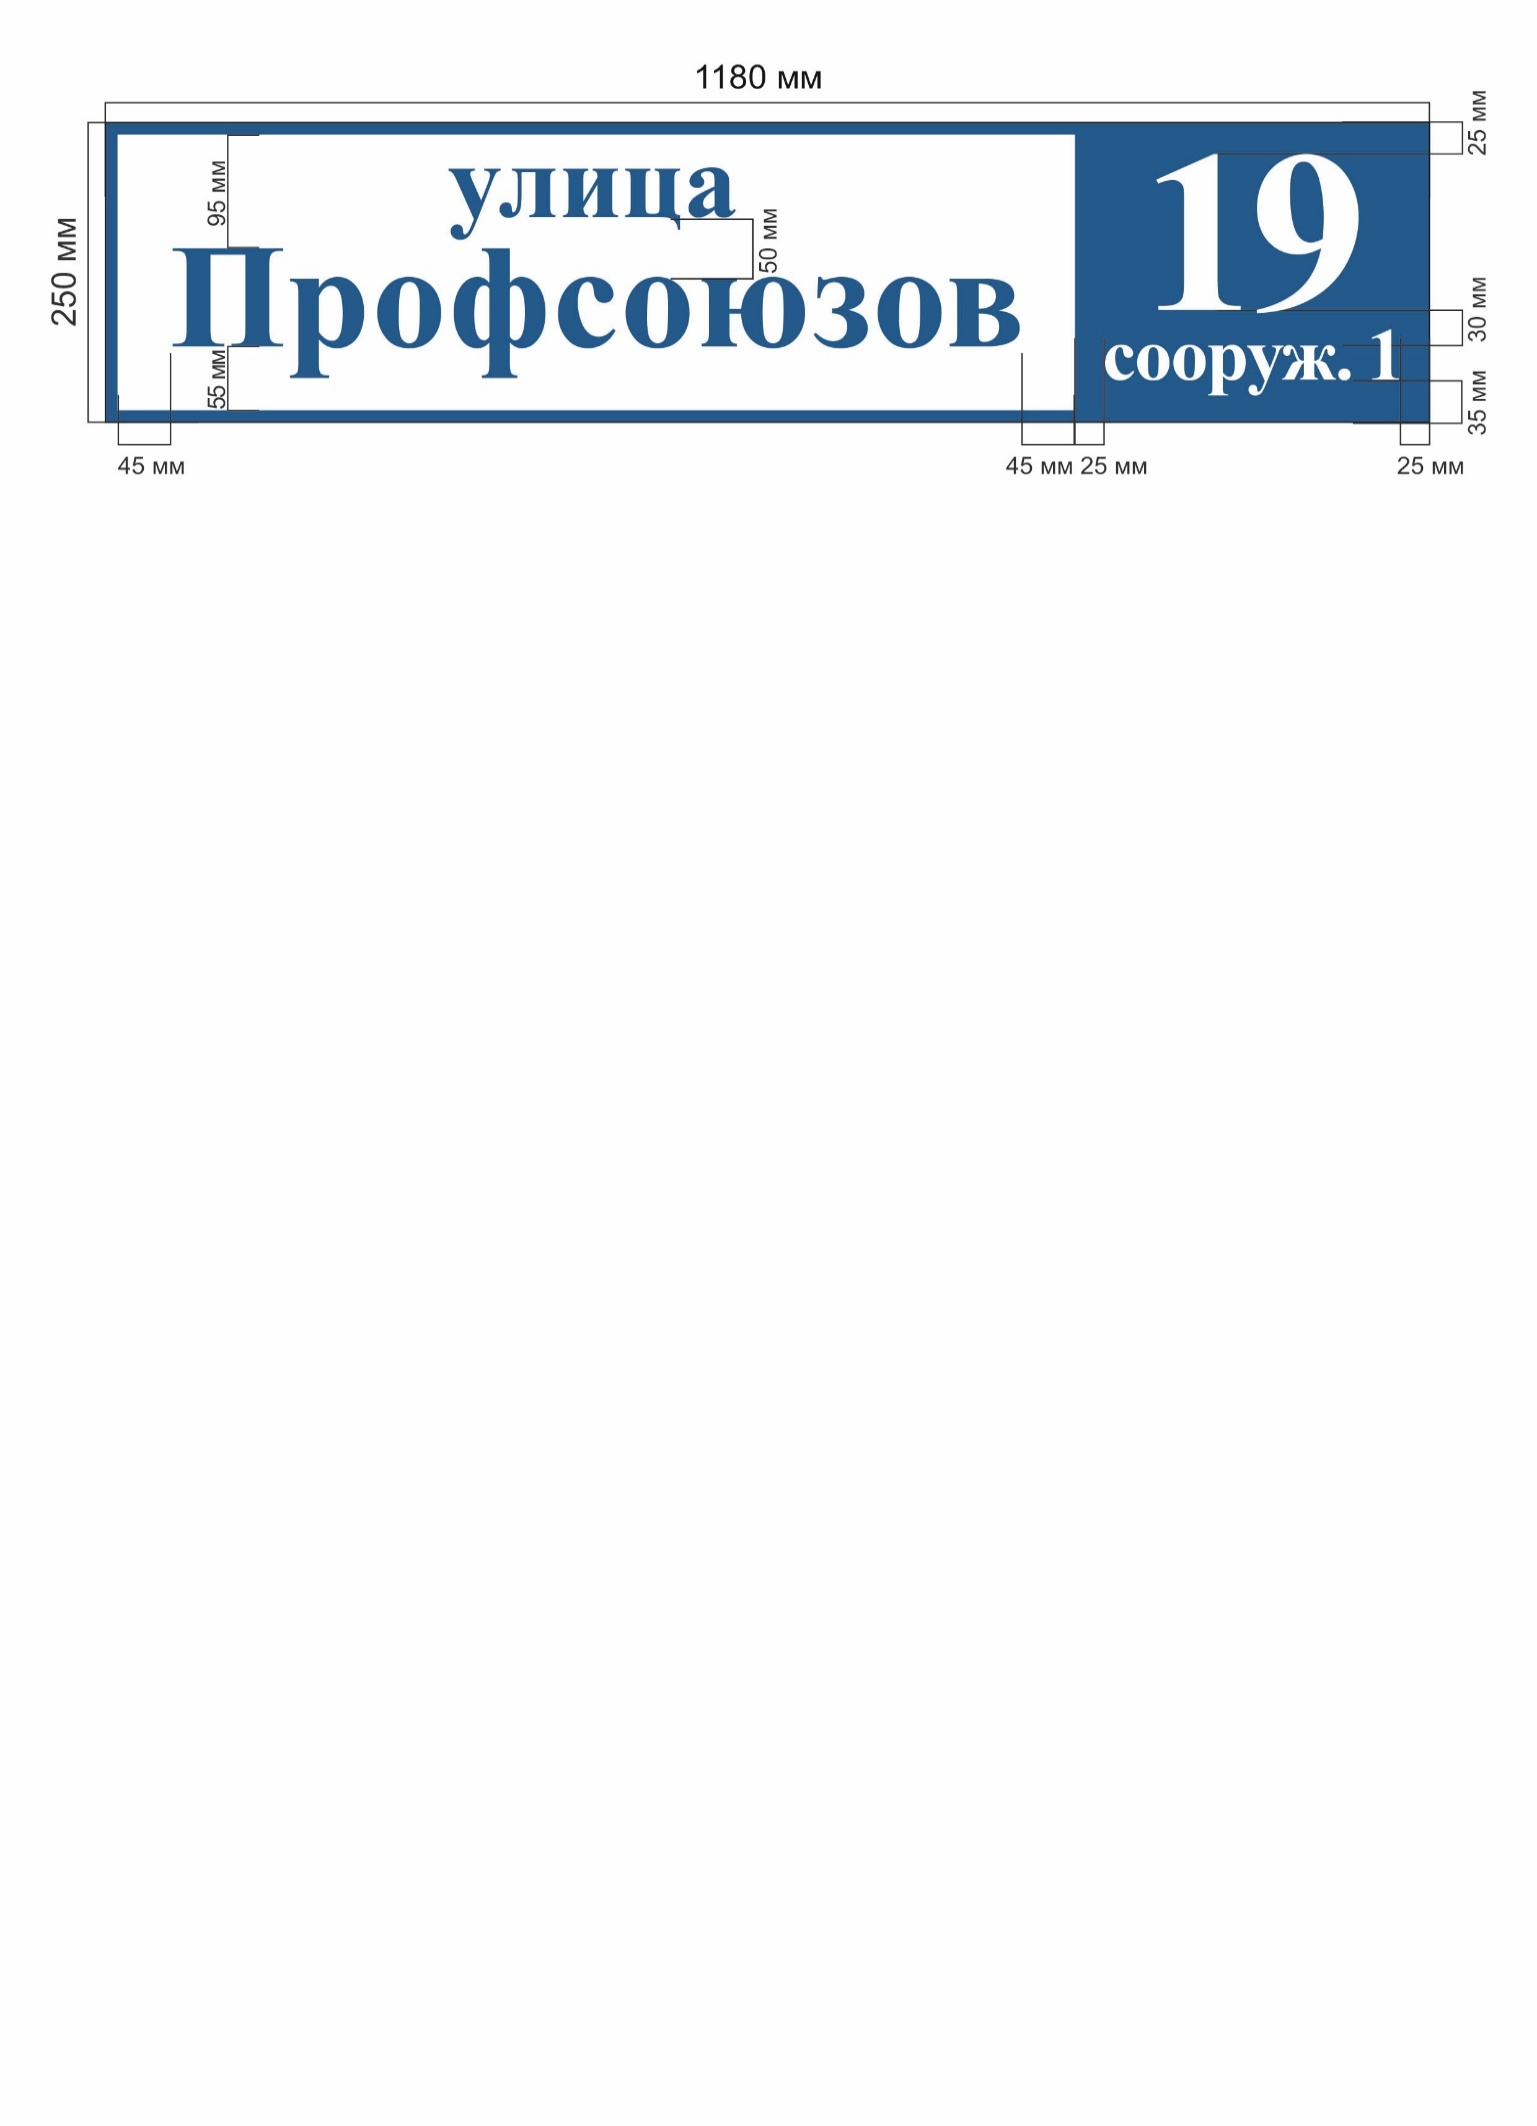 1180 мм
25 мм
250 мм
95 мм
улица
50 мм
Профсоюзов
55 мм
19
30 мм
сооруж. 1
35 мм
45 мм
45 мм
25 мм
25 мм